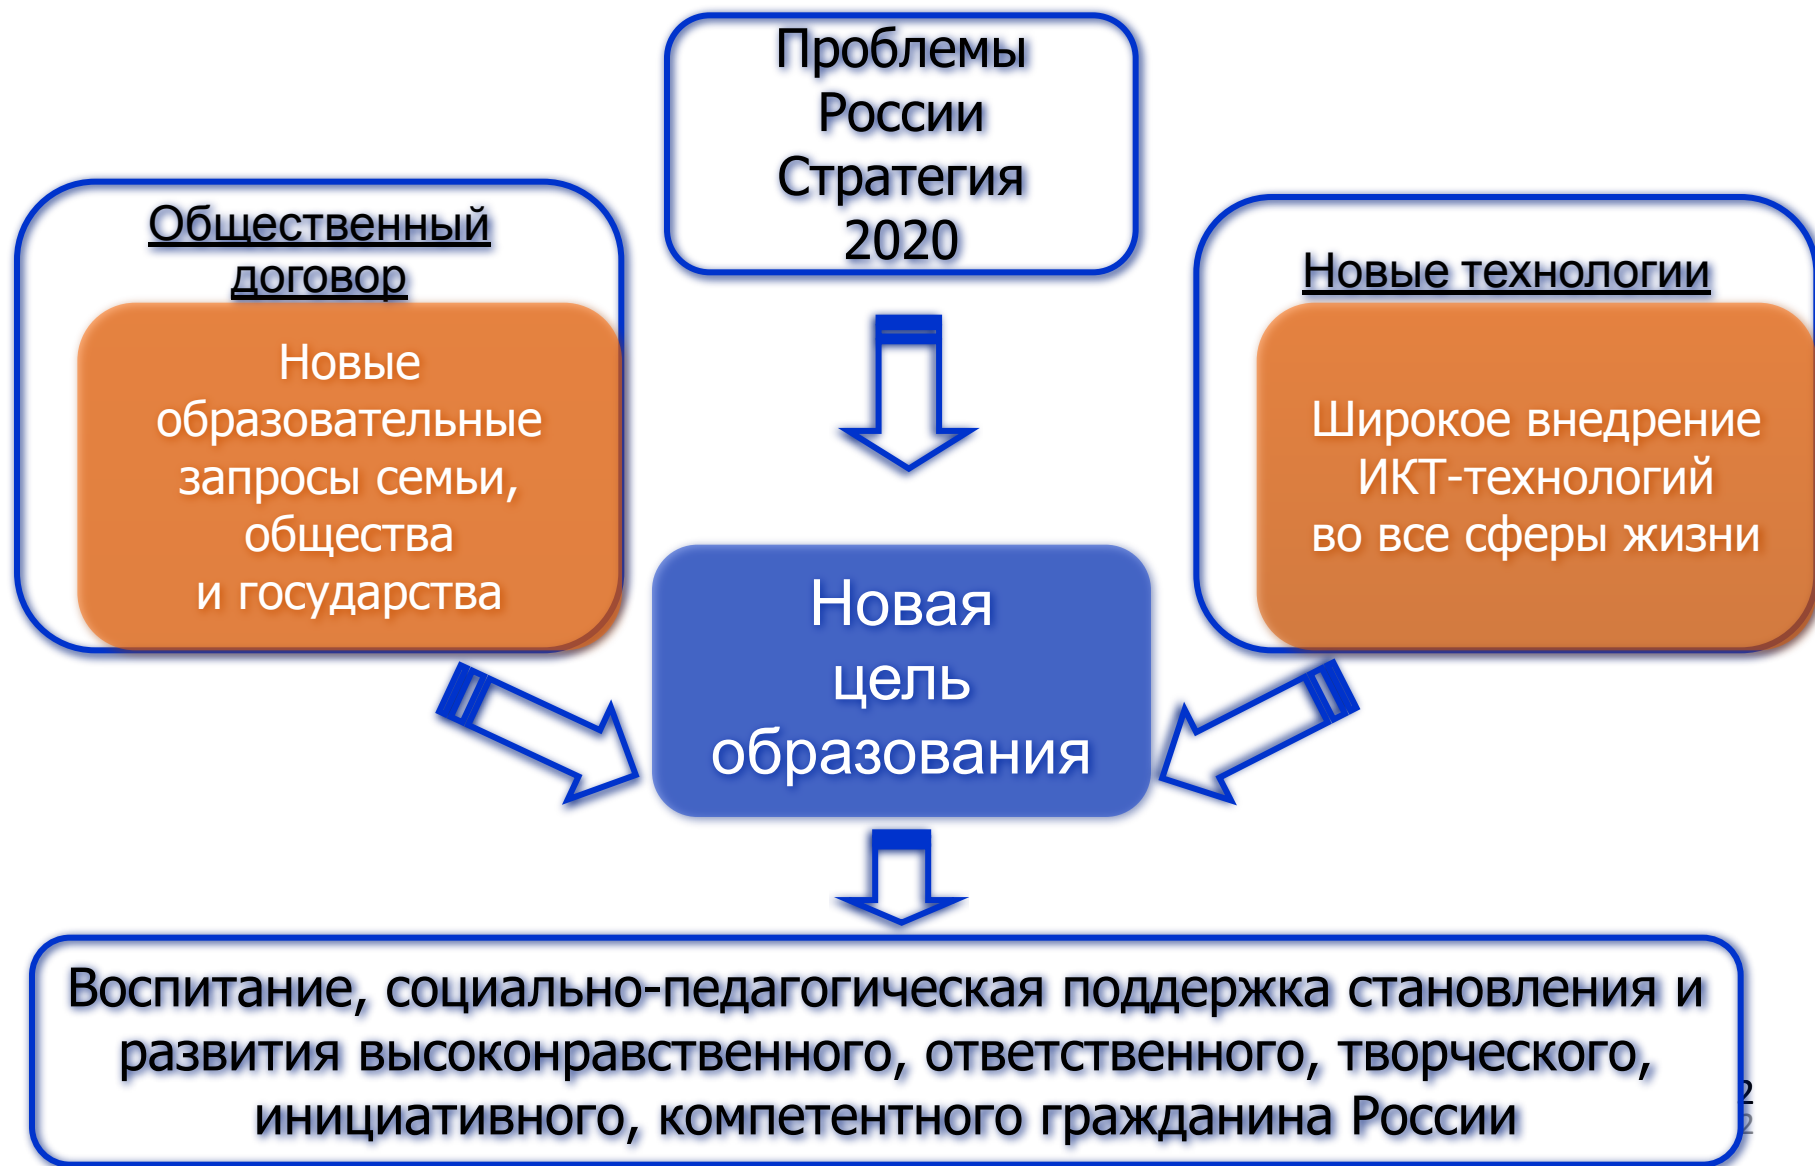 Проблемы
России
Стратегия
2020
Общественный
договор
Новые
образовательные
запросы семьи,
общества
и государства
Новые технологии
Широкое внедрение
ИКТ-технологий
во все сферы жизни
Новая
цель
образования
Воспитание, социально-педагогическая поддержка становления и
развития высоконравственного, ответственного, творческого,
инициативного, компетентного гражданина России
2
2